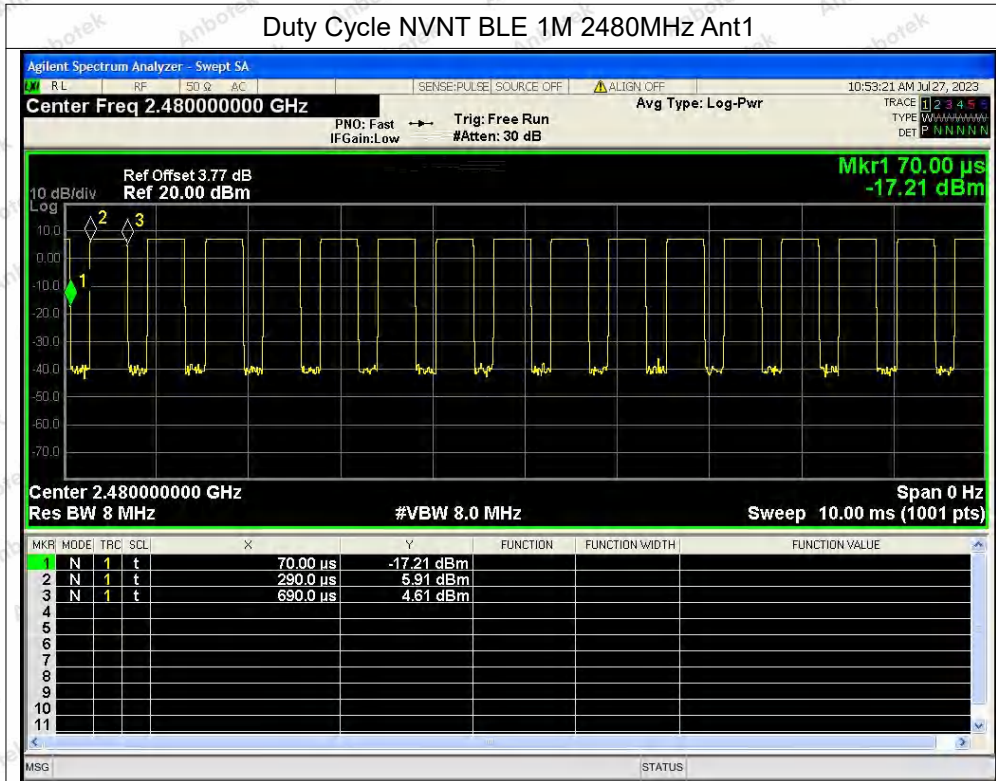 Duty Cycle NVNT BLE 1M 2480MHz Ant1
Agilent Spectrum Analyzer - Swept SA
LXI RL RF 50 Ω AC SENSE:PULSE SOURCE OFF ALIGN OFF 10:53:21 AM Jul 27, 2023
Center Freq 2.480000000 GHz
PNO: Fast
IFGain:Low
Trig: Free Run
#Atten: 30 dB
Avg Type: Log-Pwr
TRACE 1 2 3 4 5 6
TYPE WWWWWWW
DET P N N N N N
Mkr1 70.00 µs
-17.21 dBm
Ref Offset 3.77 dB
10 dB/div Ref 20.00 dBm
Log
10.0
0.00
-10.0
-20.0
-30.0
-40.0
-50.0
-60.0
-70.0
2
3
1
Center 2.480000000 GHz Span 0 Hz
Res BW 8 MHz #VBW 8.0 MHz Sweep 10.00 ms (1001 pts)
MKR MODE TRC SCL X Y FUNCTION FUNCTION WIDTH FUNCTION VALUE
1 N 1 t 70.00 µs -17.21 dBm
2 N 1 t 290.0 µs 5.91 dBm
3 N 1 t 690.0 µs 4.61 dBm
4
5
6
7
8
9
10
11
MSG STATUS
Anbotek